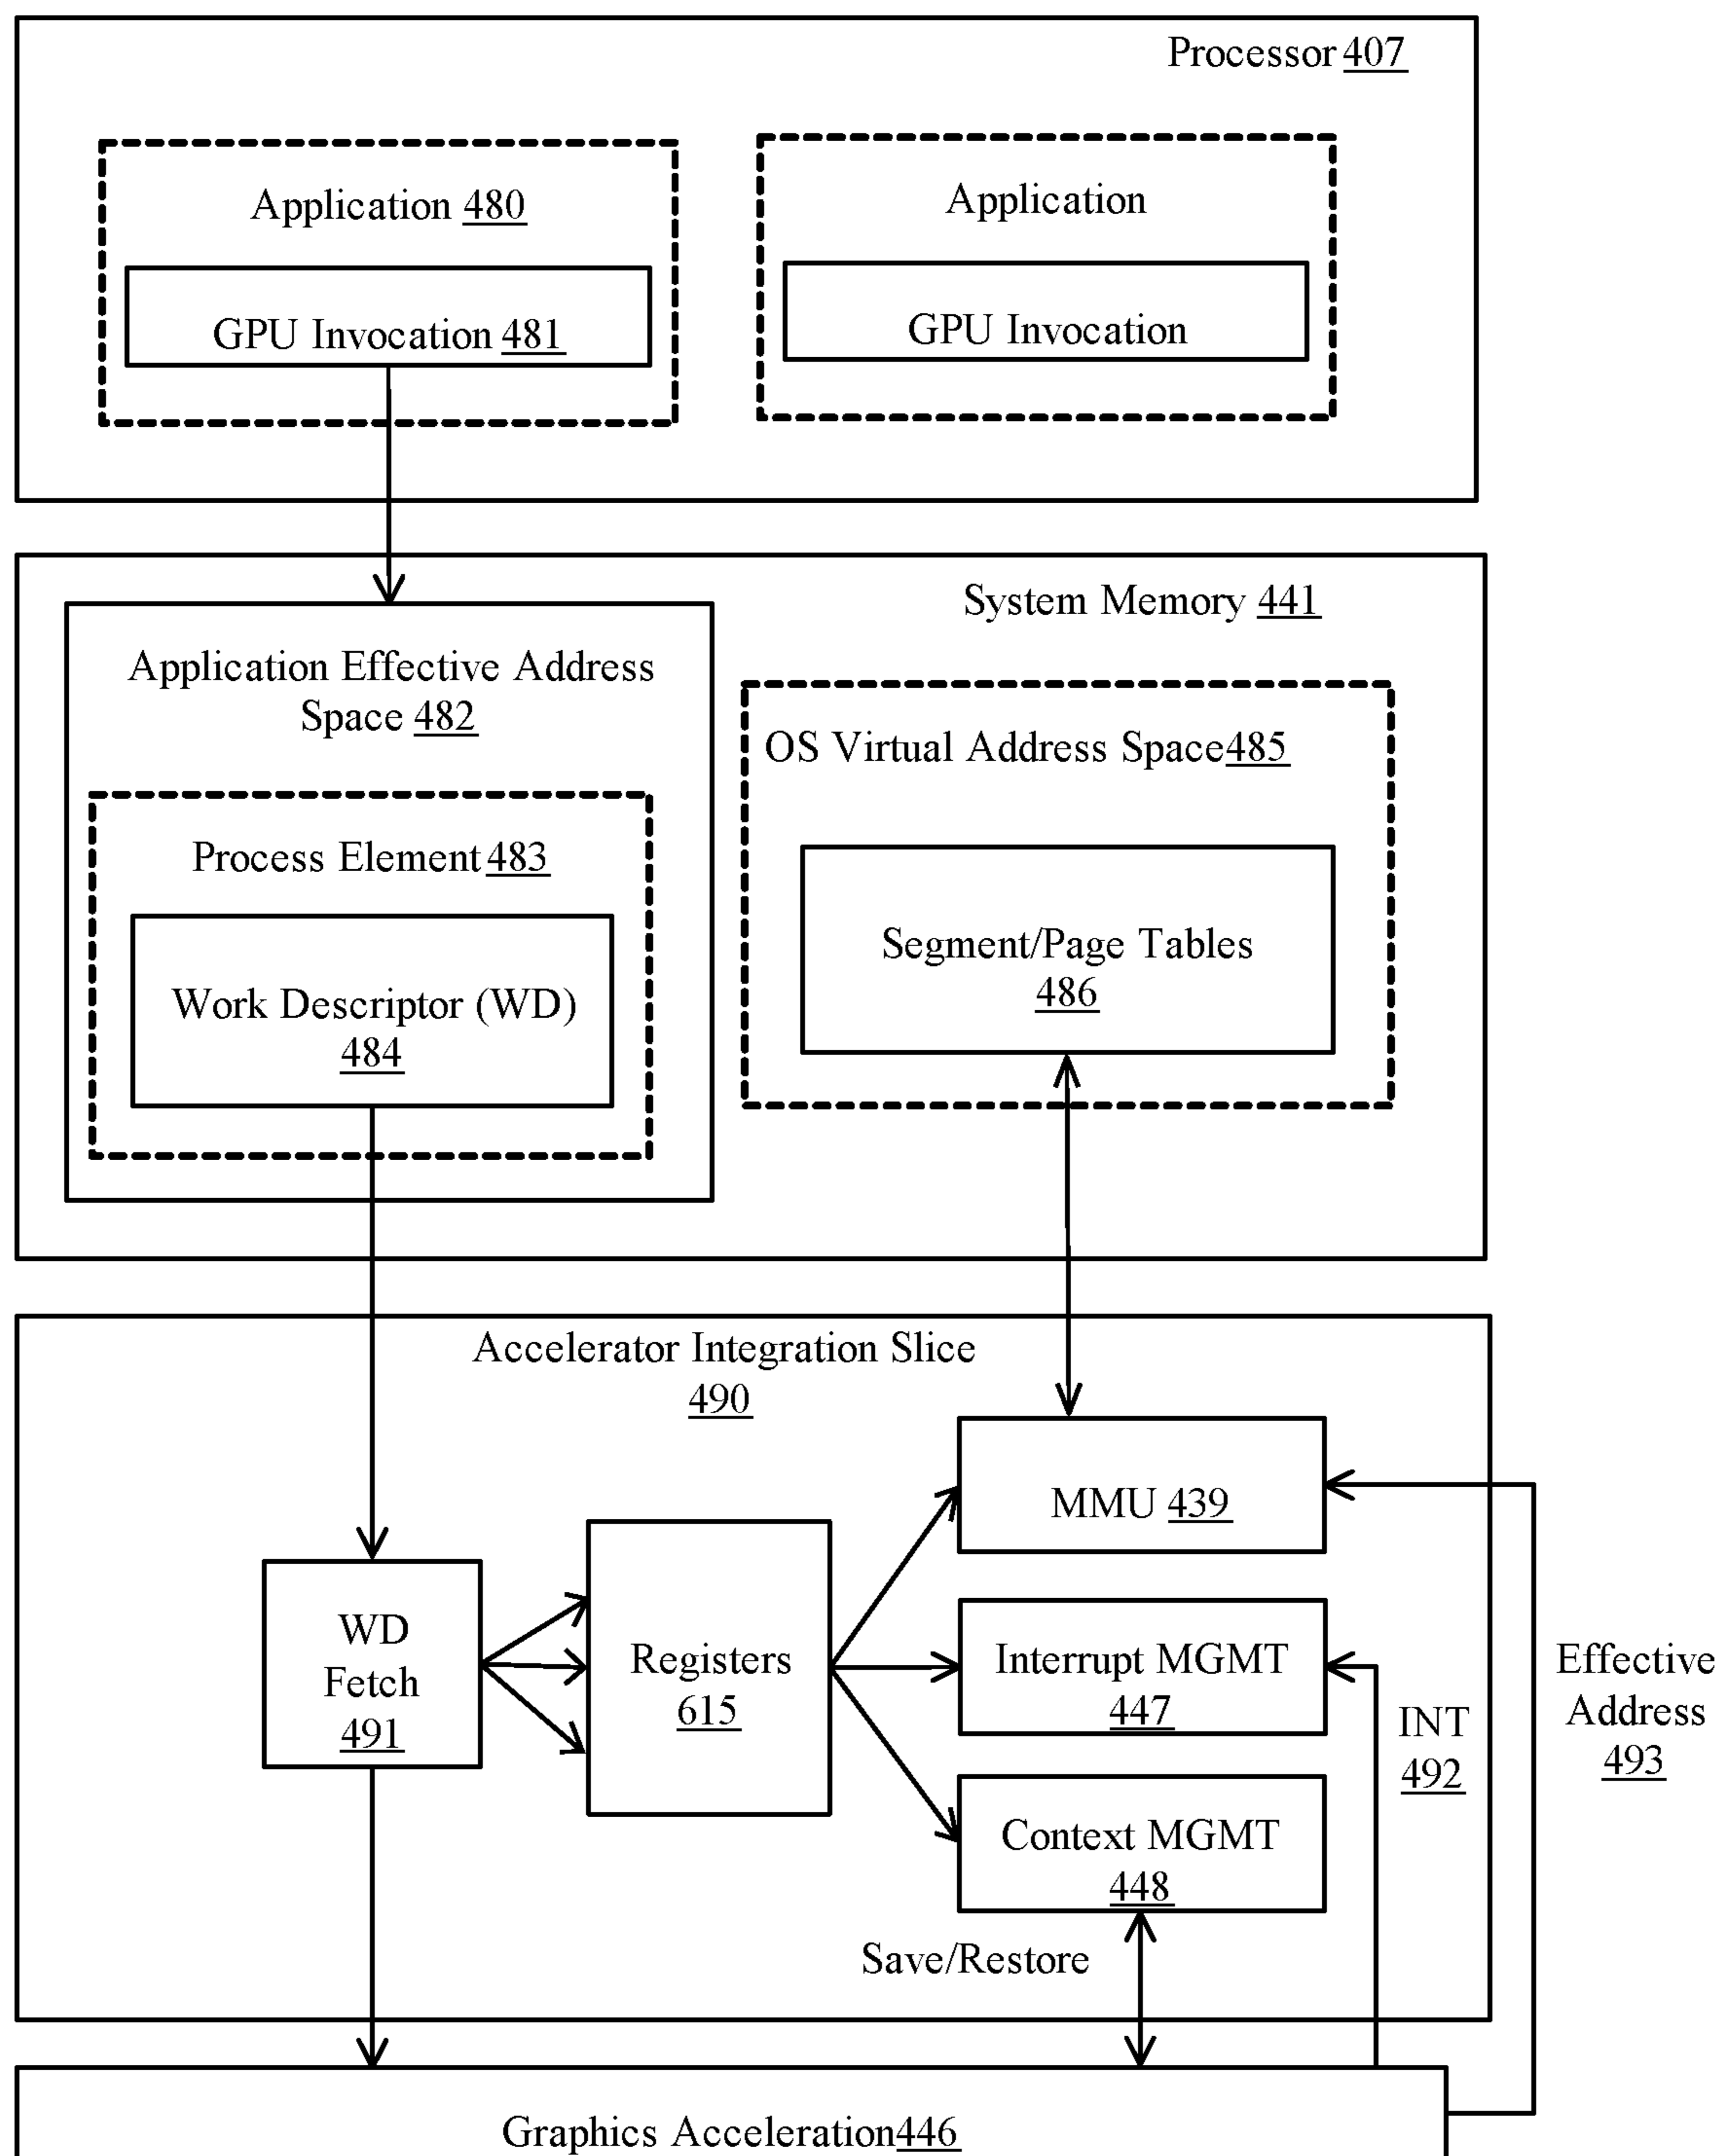 Processor 407
Application 480
GPU Invocation 481
Application
GPU Invocation
System Memory 441
Application Effective Address
Space 482
Process Element 483
Work Descriptor (WD)
484
OS Virtual Address Space485
Segment/Page Tables
486
Accelerator Integration Slice
490
WD
Fetch
491
Registers
615
MMU 439
Interrupt MGMT
447
Context MGMT
448
Save/Restore
INT
492
Effective
Address
493
Graphics Acceleration446